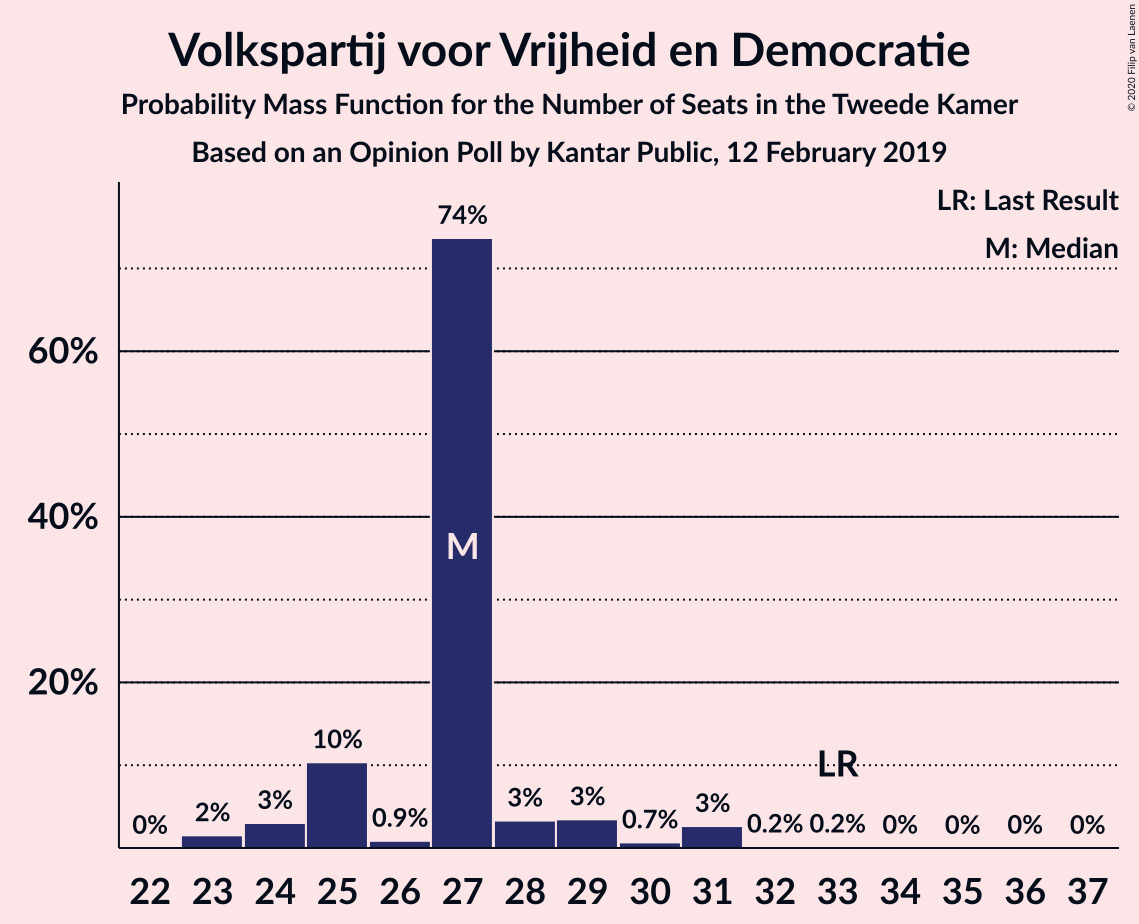 Volkspartij voor Vrijheid en Democratie
Probability Mass Function for the Number of Seats in the Tweede Kamer
Based on an Opinion Poll by Kantar Public, 12 February 2019
© 2020 Filip van Laenen
LR: Last Result
M: Median
60%
40%
20%
0%
2%
3%
10%
0.9%
74%
M
3%
3%
0.7%
3%
0.2%
0.2%
LR
0%
0%
0%
0%
22 23 24 25 26 27 28 29 30 31 32 33 34 35 36 37